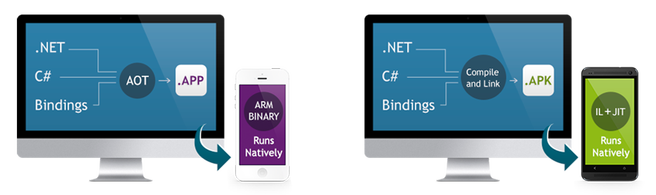 .NET
C#
Bindings
AOT
.APP
ARM
BINARY
Runs
Natively
.NET
C#
Bindings
Compile
and Link
.APK
IL+JIT
Runs
Natively